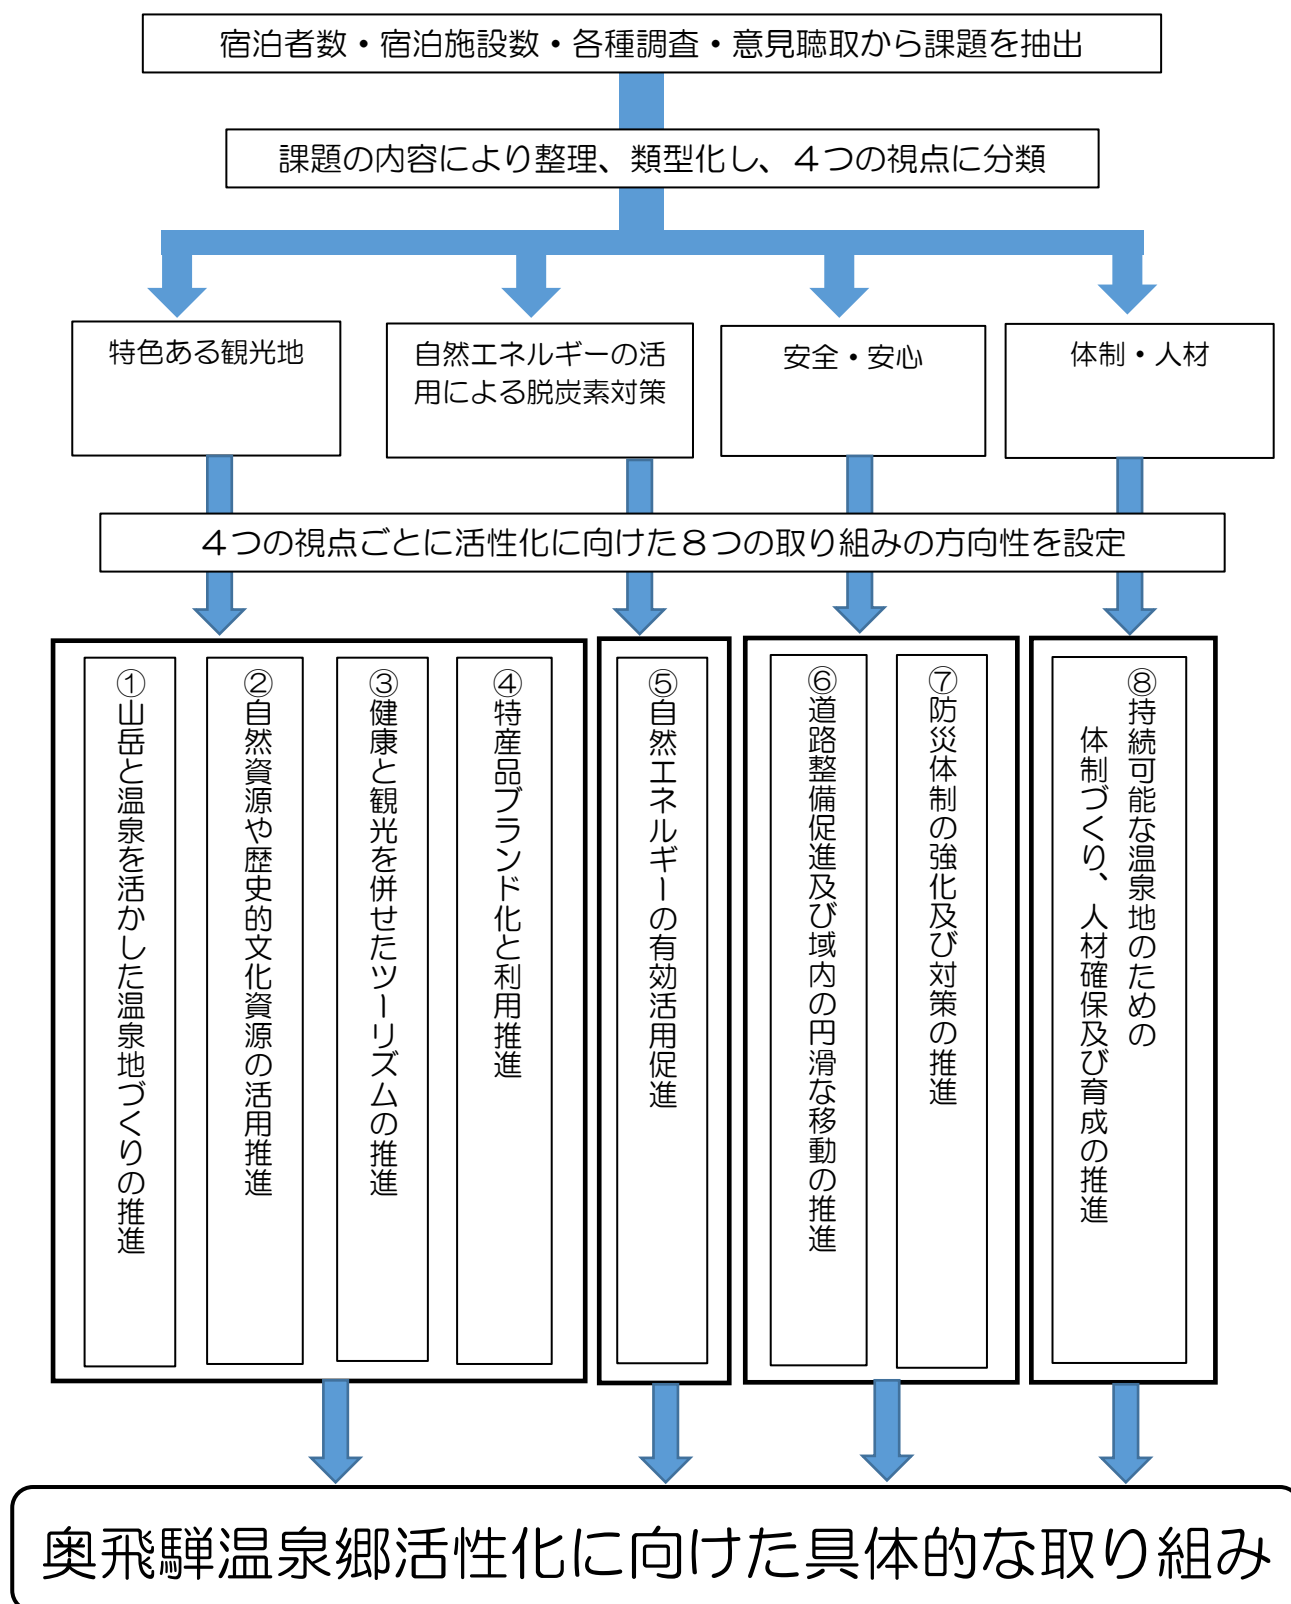 宿泊者数・宿泊施設数・各種調査・意見聴取から課題を抽出
課題の内容により整理、類型化し、４つの視点に分類
特色ある観光地
自然エネルギーの活
用による脱炭素対策
安全・安心
体制・人材
４つの視点ごとに活性化に向けた８つの取り組みの方向性を設定
①山岳と温泉を活かした温泉地づくりの推進
②自然資源や歴史的文化資源の活用推進
③健康と観光を併せたツーリズムの推進
④特産品ブランド化と利用推進
⑤自然エネルギーの有効活用促進
⑥道路整備促進及び域内の円滑な移動の推進
⑦防災体制の強化及び対策の推進
⑧持続可能な温泉地のための
体制づくり、人材確保及び育成の推進
奥飛騨温泉郷活性化に向けた具体的な取り組み